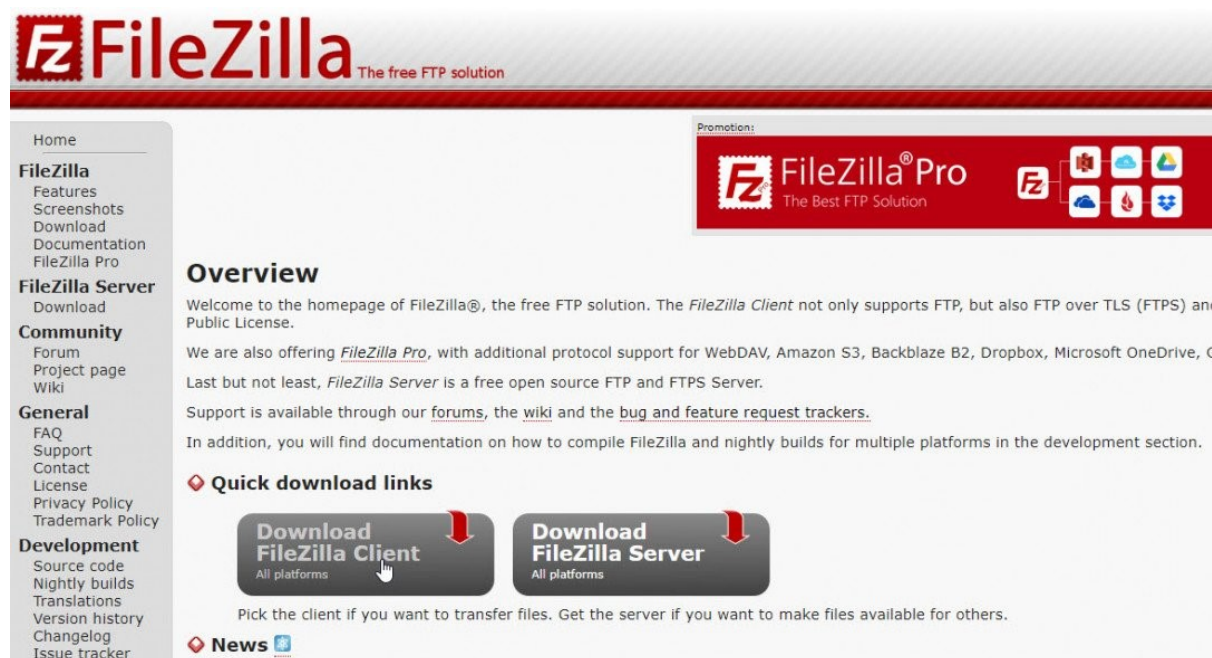 FileZilla The free FTP solution
Home
FileZilla
Features
Screenshots
Download
Documentation
FileZilla Pro
FileZilla Server
Download
Community
Forum
Project page
Wiki
General
FAQ
Support
Contact
License
Privacy Policy
Trademark Policy
Development
Source code
Nightly builds
Translations
Version history
Changelog
Issue tracker
Promotion:
FileZilla® Pro
The Best FTP Solution
Overview
Welcome to the homepage of FileZilla®, the free FTP solution. The FileZilla Client not only supports FTP, but also FTP over TLS (FTPS) and
Public License.
We are also offering FileZilla Pro, with additional protocol support for WebDAV, Amazon S3, Backblaze B2, Dropbox, Microsoft OneDrive,
Last but not least, FileZilla Server is a free open source FTP and FTPS Server.
Support is available through our forums, the wiki and the bug and feature request trackers.
In addition, you will find documentation on how to compile FileZilla and nightly builds for multiple platforms in the development section.
Quick download links
Download
FileZilla Client
All platforms
Download
FileZilla Server
All platforms
Pick the client if you want to transfer files. Get the server if you want to make files available for others.
News